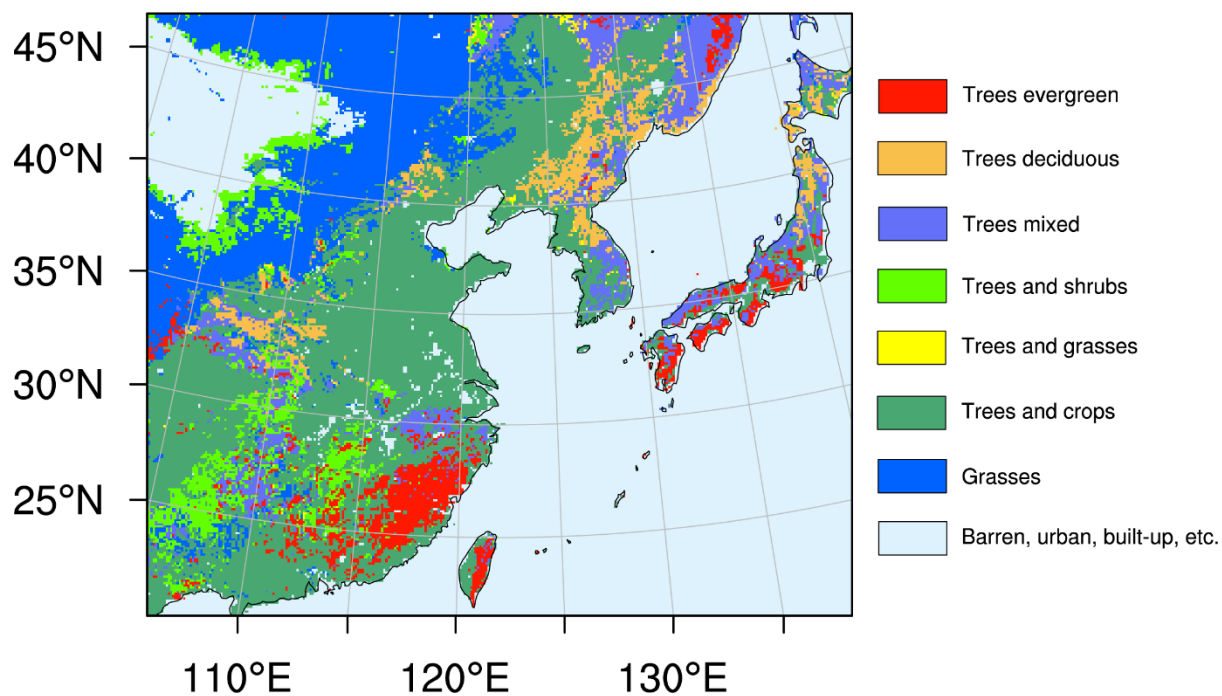 45°N
40°N
35°N
30°N
25°N
110°E
120°E
130°E
Trees evergreen
Trees deciduous
Trees mixed
Trees and shrubs
Trees and grasses
Trees and crops
Grasses
Barren, urban, built-up, etc.